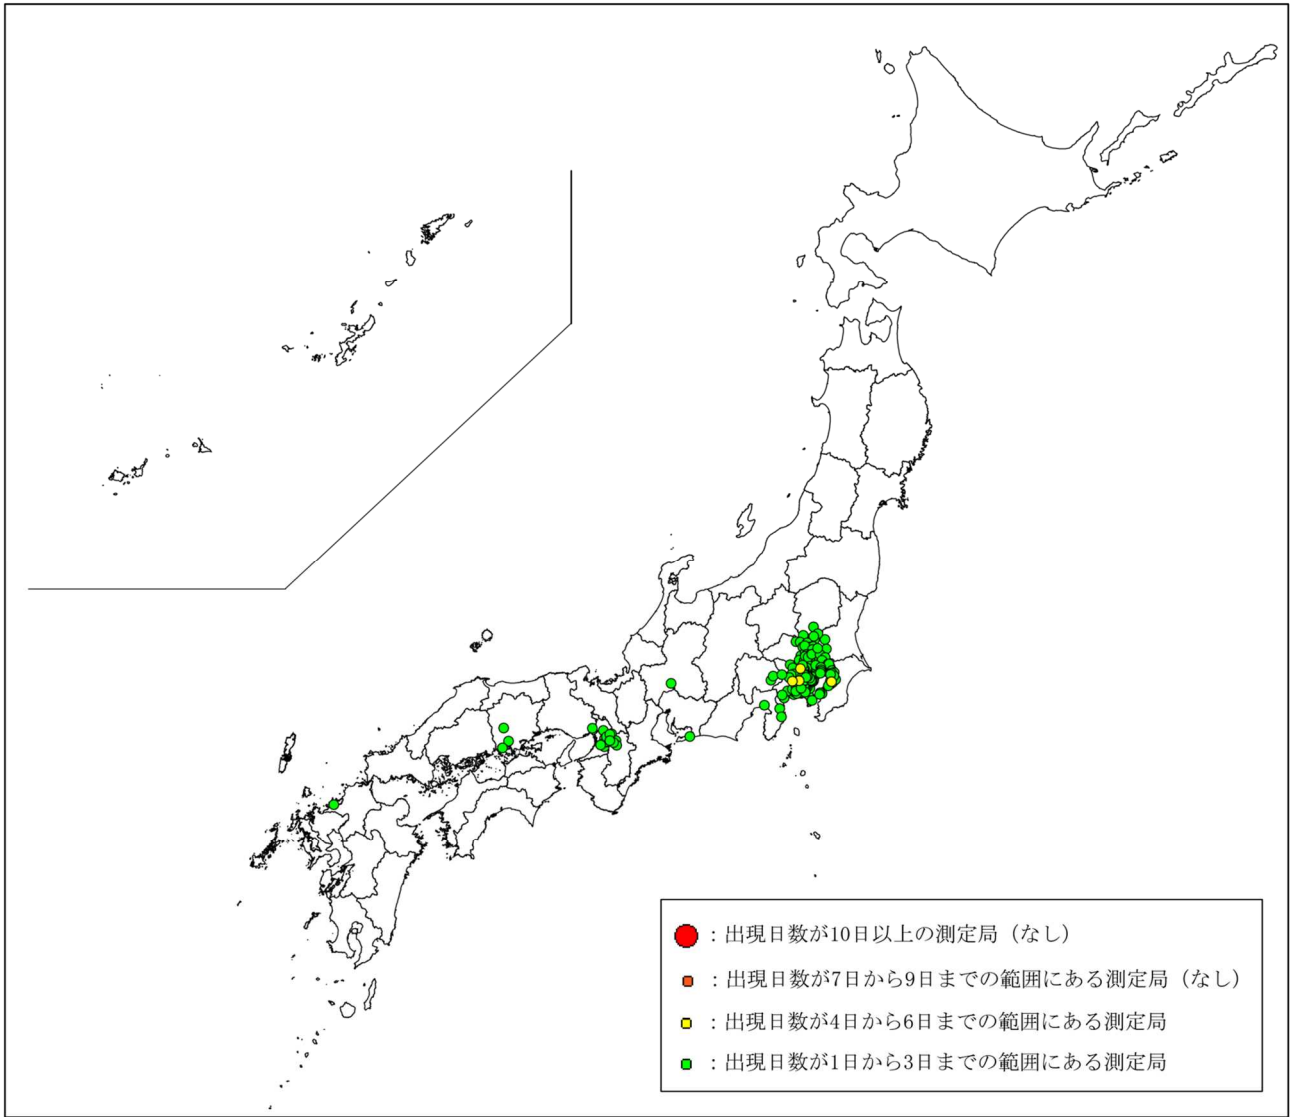 ：出現日数が10日以上の測定局（なし）
：出現日数が7日から9日までの範囲にある測定局（なし）
：出現日数が4日から6日までの範囲にある測定局
：出現日数が1日から3日までの範囲にある測定局